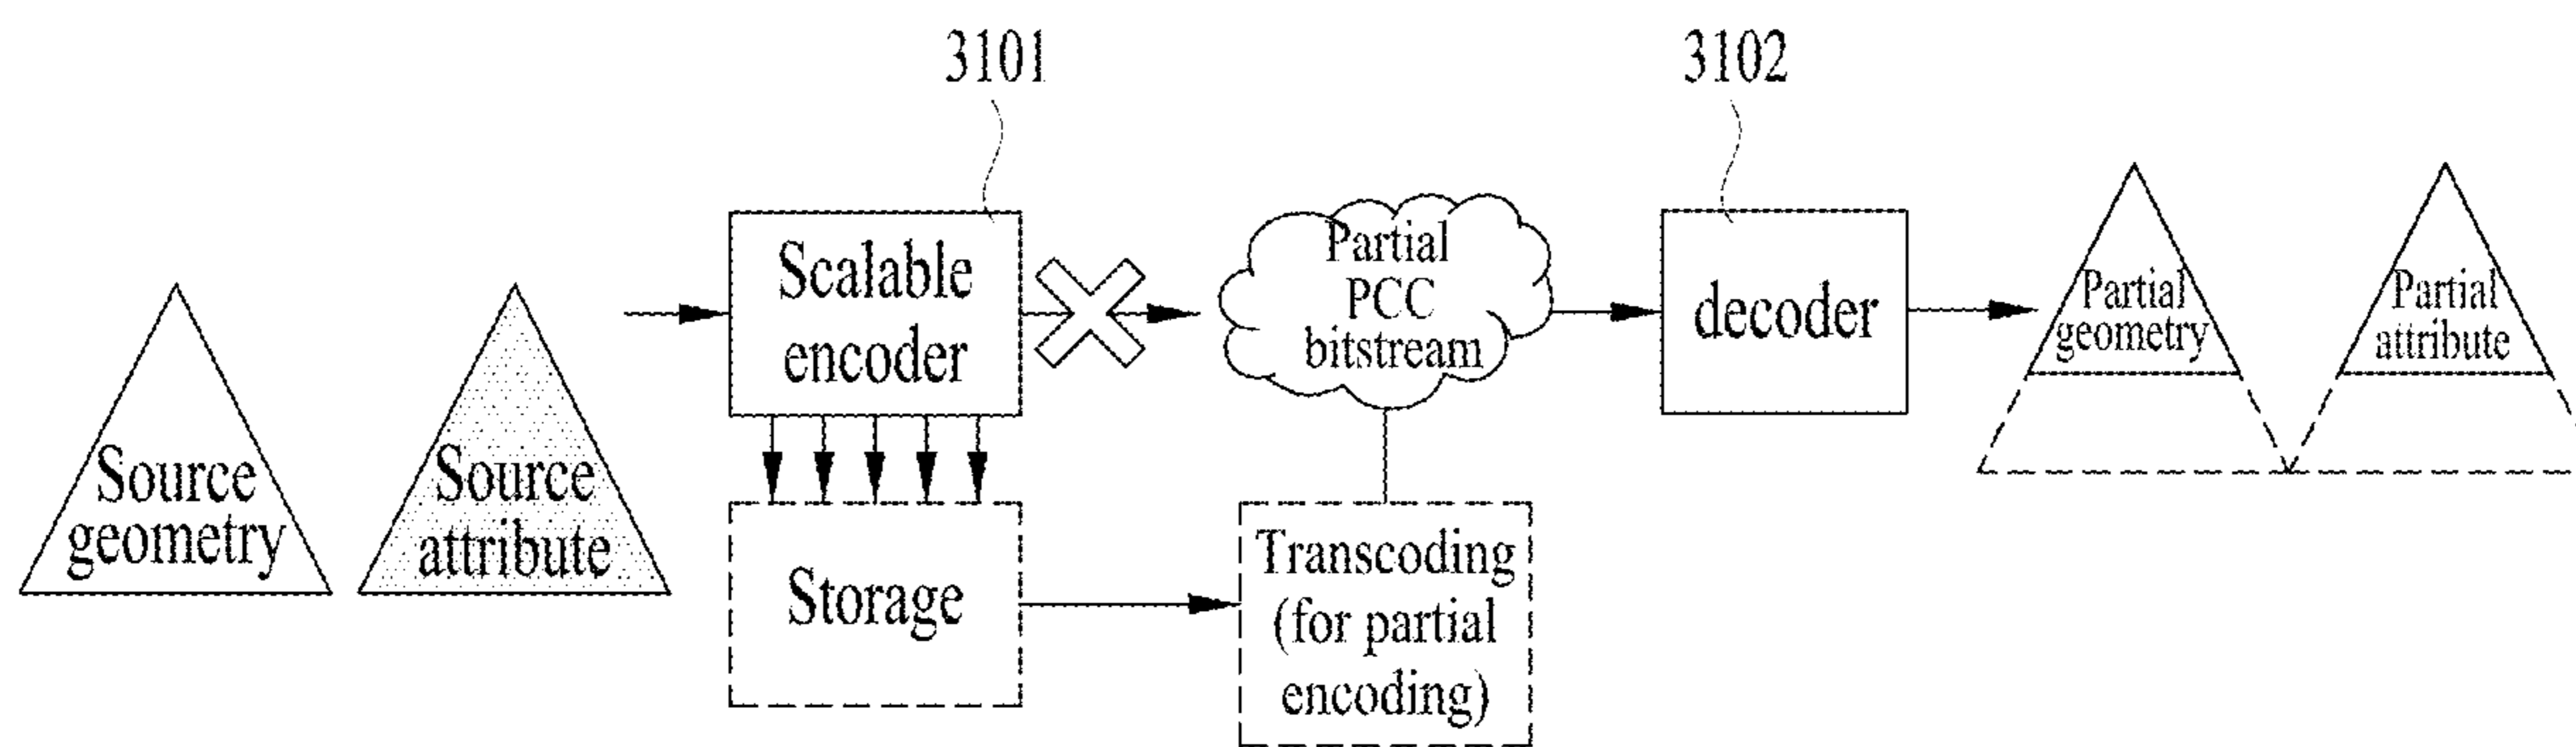 3101
3102
Source
geometry
Source
attribute
Scalable
encoder
Storage
Partial
PCC
bitstream
Transcoding
(for partial
encoding)
decoder
Partial
geometry
Partial
attribute